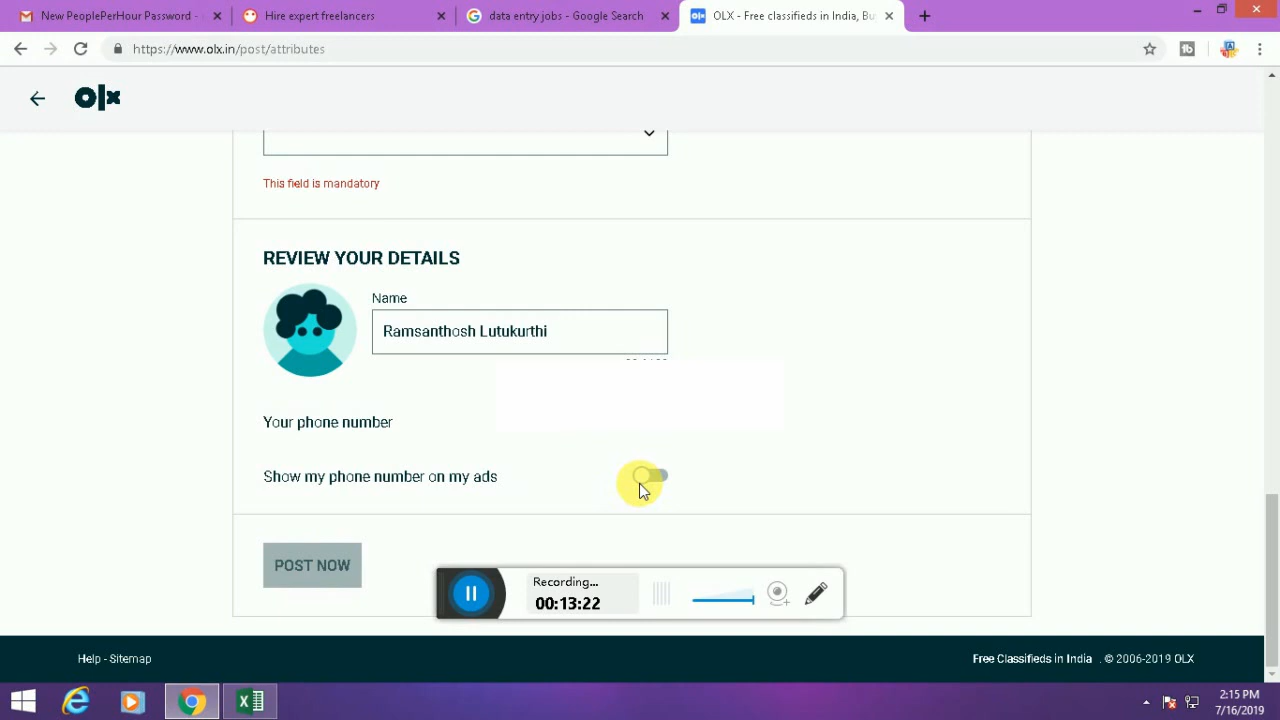 New PeoplePerHour Password -
Hire expert freelancers
data entry jobs - Google Search
OLX - Free classifieds in India, Bu
https://www.olx.in/post/attributes
olx
This field is mandatory
REVIEW YOUR DETAILS
Name
Ramsanthosh Lutukurthi
Your phone number
Show my phone number on my ads
POST NOW
Recording...
00:13:22
Help - Sitemap
Free Classifieds in India . © 2006-2019 OLX
2:15 PM
7/16/2019